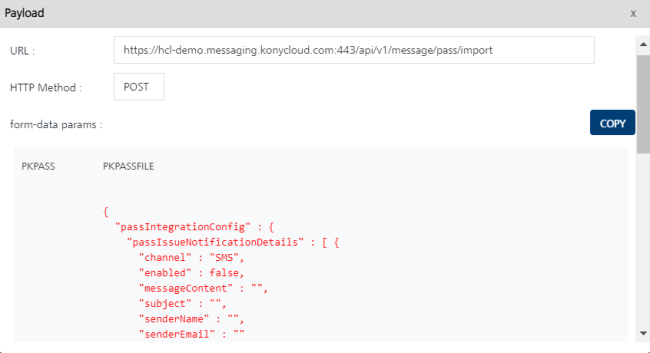 Payload x
URL : https://hcl-demo.messaging.konycloud.com:443/api/v1/message/pass/import
HTTP Method : POST
form-data params : COPY
PKPASS PKPASSFILE
{
"passIntegrationConfig" : {
"passIssueNotificationDetails" : [ {
"channel" : "SMS",
"enabled" : false,
"messageContent" : "",
"subject" : "",
"senderName" : "",
"senderEmail" : ""